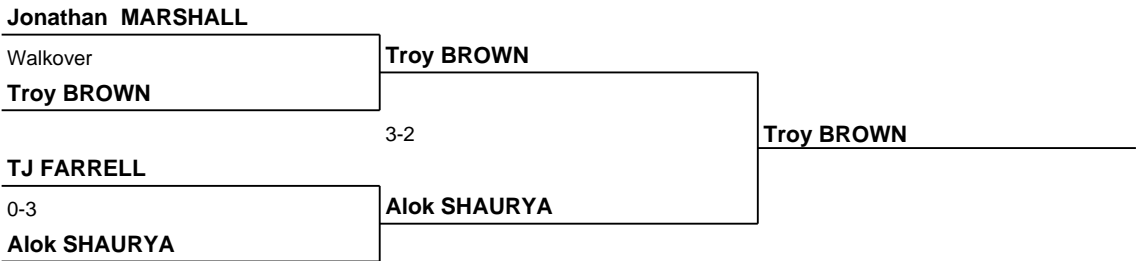 Jonathan  MARSHALL
Walkover
Troy BROWN
Troy BROWN
3-2
Troy BROWN
TJ FARRELL
0-3
Alok SHAURYA
Alok SHAURYA